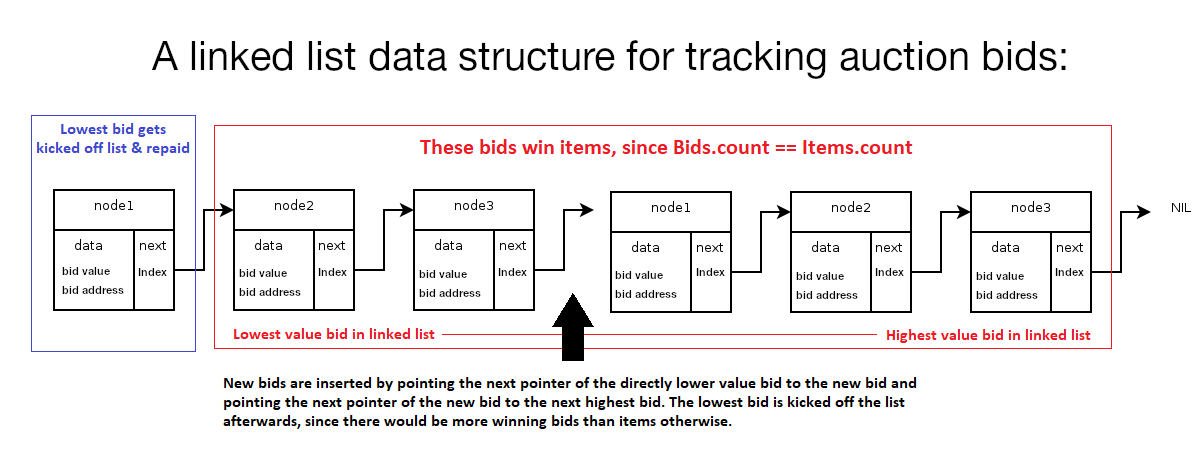 A linked list data structure for tracking auction bids:
Lowest bid gets
kicked off list & repaid
These bids win items, since Bids.count == Items.count
node1
data
next
bid value
Index
bid address
node2
data
next
bid value
Index
bid address
node3
data
next
bid value
Index
bid address
node1
data
next
bid value
Index
bid address
node2
data
next
bid value
Index
bid address
node3
data
next
bid value
Index
bid address
NIL
Lowest value bid in linked list
Highest value bid in linked list
New bids are inserted by pointing the next pointer of the directly lower value bid to the new bid and
pointing the next pointer of the new bid to the next highest bid. The lowest bid is kicked off the list
afterwards, since there would be more winning bids than items otherwise.